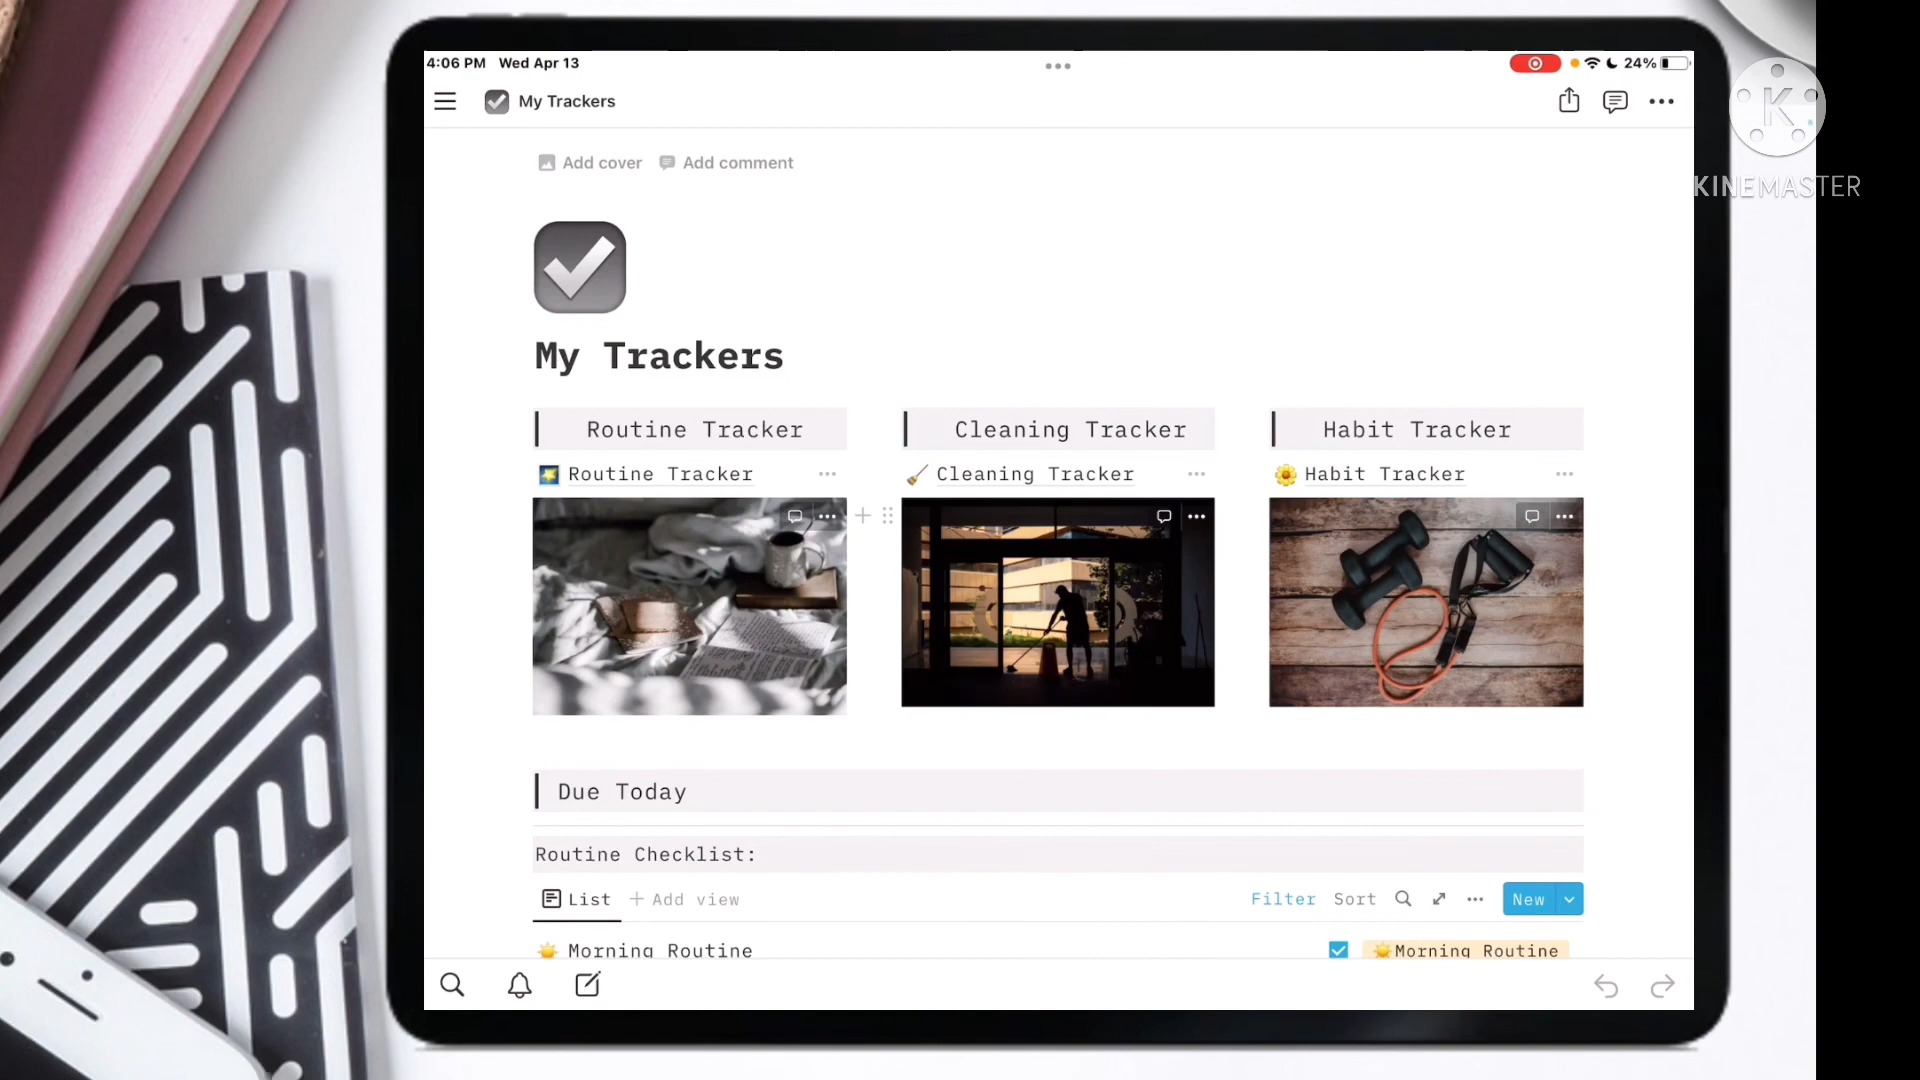 4:06 PM Wed Apr 13
24%
My Trackers
K
KINEMASTER
Add cover Add comment
My Trackers
Routine Tracker Cleaning Tracker Habit Tracker
Routine Tracker Cleaning Tracker Habit Tracker
Due Today
Routine Checklist:
List + Add view Filter Sort New
Morning Routine Morning Routine